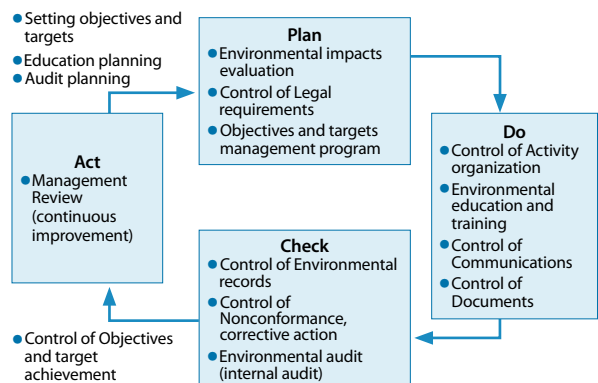 ● Setting objectives and
targets
● Education planning
● Audit planning
Plan
● Environmental impacts
evaluation
● Control of Legal
requirements
● Objectives and targets
management program
Do
● Control of Activity
organization
● Environmental
education and
training
● Control of
Communications
● Control of
Documents
Check
● Control of Environmental
records
● Control of
Nonconformance,
corrective action
● Environmental audit
(internal audit)
Act
● Management
Review
(continuous
improvement)
● Control of Objectives
and target
achievement